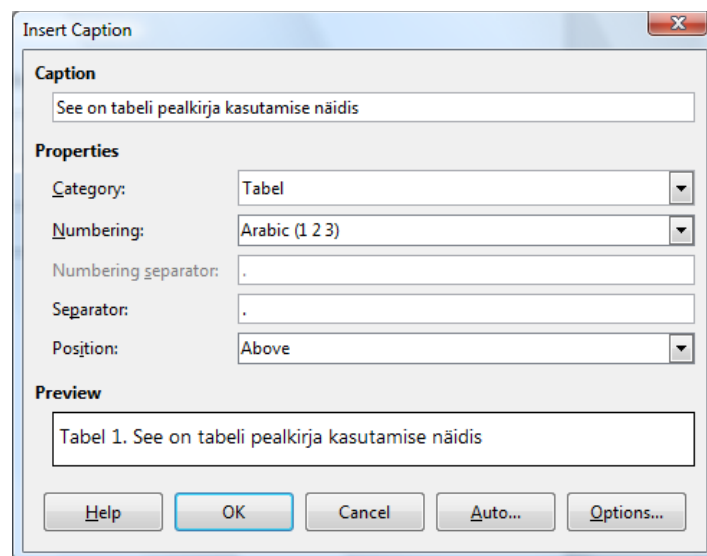 Insert Caption
Caption
See on tabeli pealkirja kasutamise näidis
Properties
Category: Tabel
Numbering: Arabic (1 2 3)
Numbering separator: .
Separator: .
Position: Above
Preview
Tabel 1. See on tabeli pealkirja kasutamise näidis
Help OK Cancel Auto... Options...